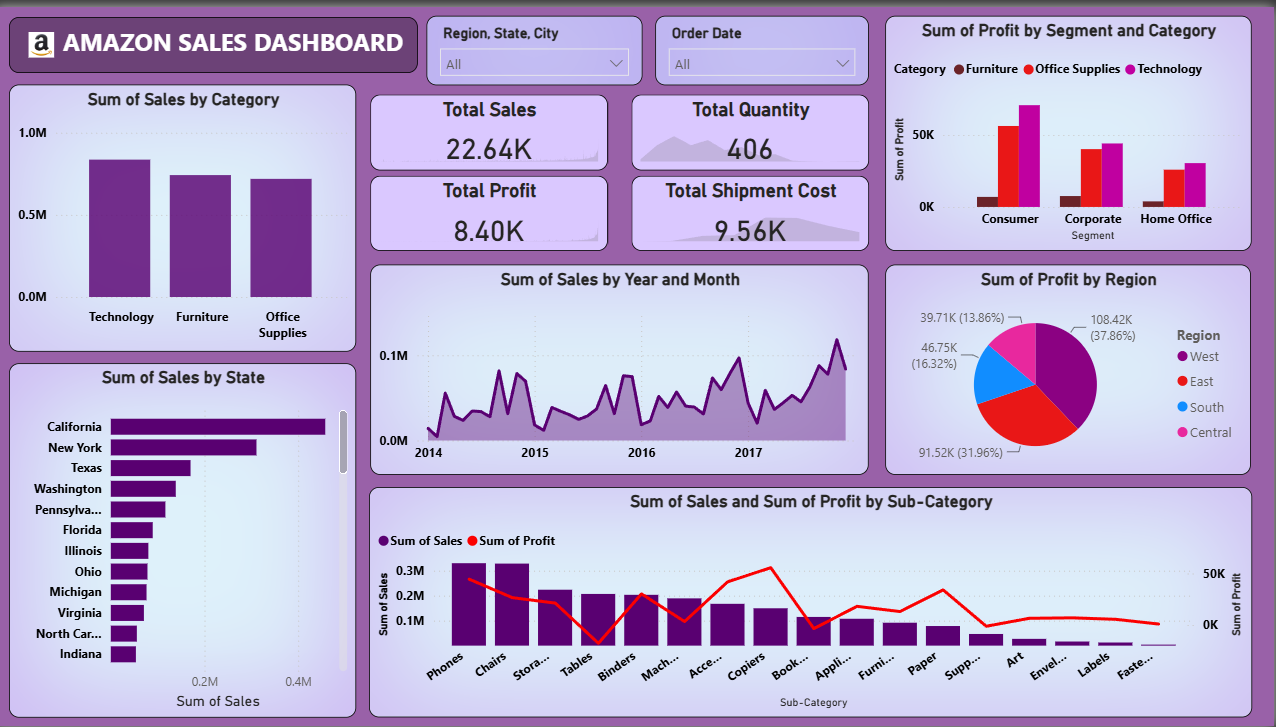 a AMAZON SALES DASHBOARD
Region, State, City
All
Order Date
All
Sum of Sales by Category
1.0M
0.5M
0.0M
Technology
Furniture
Office
Supplies
Total Sales
22.64K
Total Quantity
406
Total Profit
8.40K
Total Shipment Cost
9.56K
Sum of Profit by Segment and Category
Category Furniture Office Supplies Technology
Sum of Profit
50K
0K
Consumer
Corporate
Home Office
Segment
Sum of Sales by State
California
New York
Texas
Washington
Pennsylva...
Florida
Illinois
Ohio
Michigan
Virginia
North Car...
Indiana
0.2M
0.4M
Sum of Sales
Sum of Sales by Year and Month
0.1M
0.0M
2014
2015
2016
2017
Sum of Profit by Region
39.71K (13.86%)
108.42K
(37.86%)
46.75K
(16.32%)
91.52K (31.96%)
Region
West
East
South
Central
Sum of Sales and Sum of Profit by Sub-Category
Sum of Sales Sum of Profit
Sum of Sales
0.3M
0.2M
0.1M
50K
0K
Sum of Profit
Phones
Chairs
Stora...
Tables
Binders
Mach...
Acce...
Copiers
Book...
Appli...
Furni...
Paper
Supp...
Art
Envel...
Labels
Faste...
Sub-Category